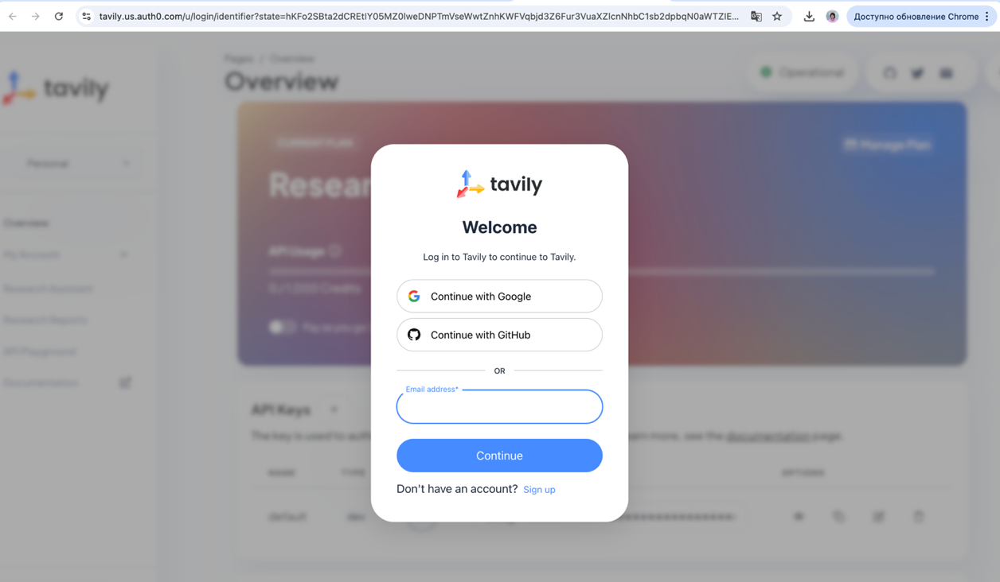 tavily.us.auth0.com/u/login/identifier?state=hKFo2SBta2dCREtlY05MZ0lweDNPTmVseWwtZnhKWFVqbjd3Z6Fur3VuaXZlcnNhbC1sb2dpbqN0aWTZIE...
Доступно обновление Chrome
Pages / Overview
Overview
tavily
Operational
CURRENT PLAN
Manage Plan
Personal
Resear
Overview
My Account
API Usage
Research Assistant
0 / 1,000 Credits
Research Reports
Pay as you go
API Playground
Documentation
API Keys
+
The key is used to auth
earn more, see the documentation page.
NAME
TYPE
OPTIONS
default
dev
tavily
Welcome
Log in to Tavily to continue to Tavily.
Continue with Google
Continue with GitHub
OR
Email address*
Continue
Don't have an account? Sign up